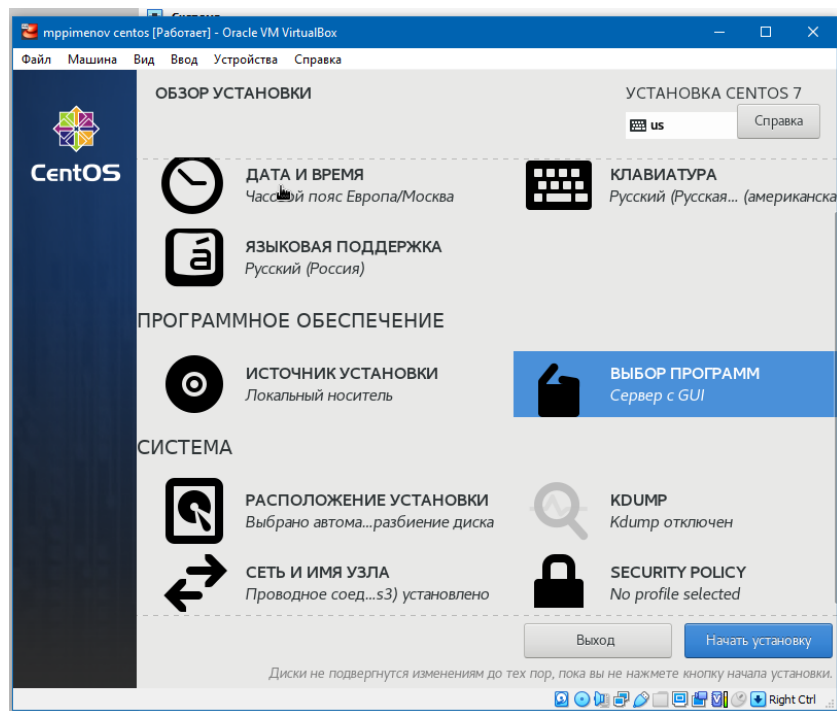 mppimenov centos [Работает] - Oracle VM VirtualBox
Файл Машина Вид Ввод Устройства Справка
ОБЗОР УСТАНОВКИ
УСТАНОВКА CENTOS 7
us
Справка
CentOS
ДАТА И ВРЕМЯ
Часовой пояс Европа/Москва
КЛАВИАТУРА
Русский (Русская... (американска
ЯЗЫКОВАЯ ПОДДЕРЖКА
Русский (Россия)
ПРОГРАММНОЕ ОБЕСПЕЧЕНИЕ
ИСТОЧНИК УСТАНОВКИ
Локальный носитель
ВЫБОР ПРОГРАММ
Сервер с GUI
СИСТЕМА
РАСПОЛОЖЕНИЕ УСТАНОВКИ
Выбрано автома...разбиение диска
KDUMP
Kdump отключен
СЕТЬ И ИМЯ УЗЛА
Проводное соед...s3) установлено
SECURITY POLICY
No profile selected
Выход
Начать установку
Диски не подвергнутся изменениям до тех пор, пока вы не нажмете кнопку начала установки.
Right Ctrl